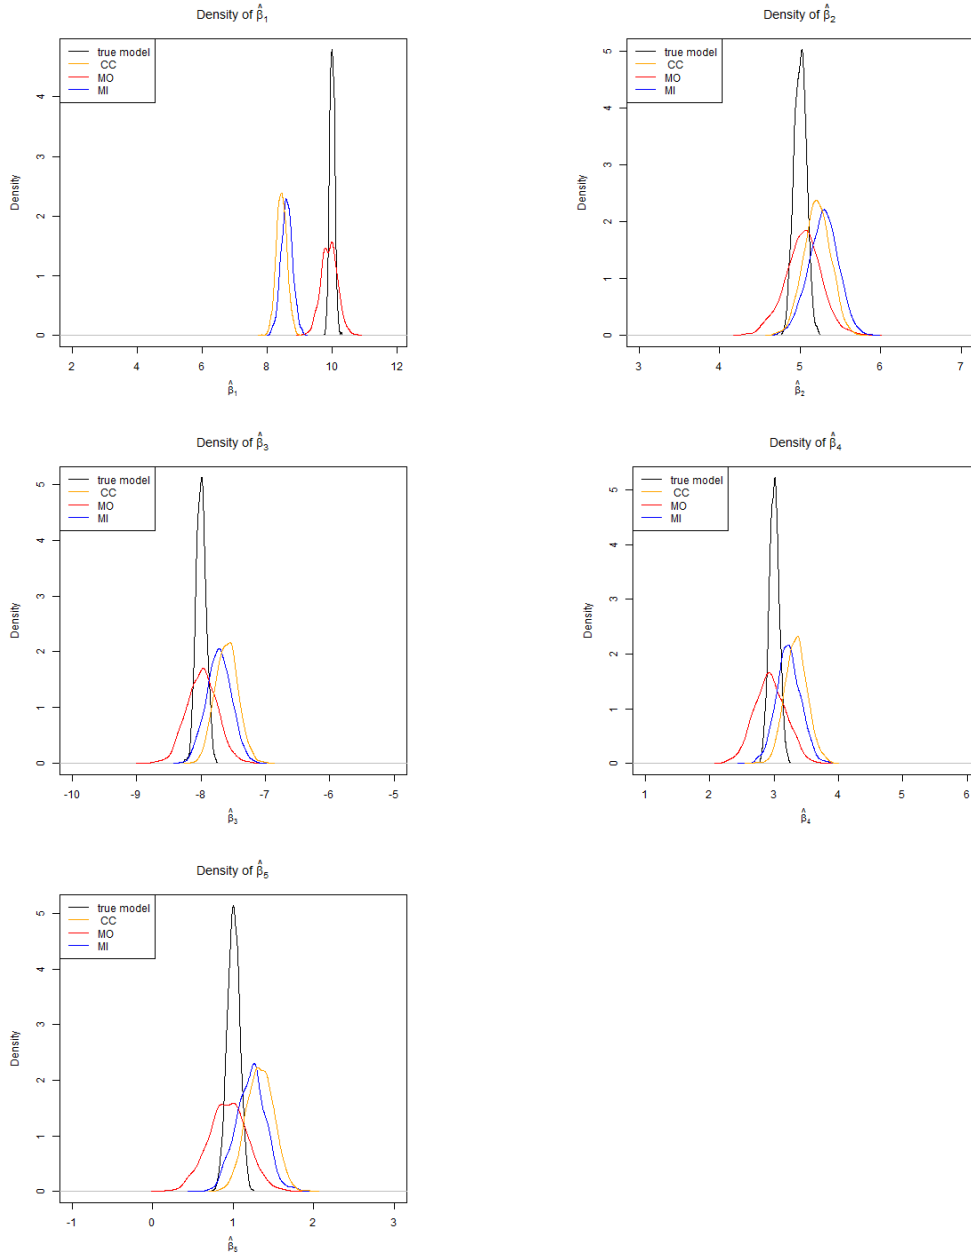 Density of β̂₁
true model
CC
MO
MI
Density
0 1 2 3 4
2 4 6 8 10 12
β̂₁
Density of β̂₂
true model
CC
MO
MI
Density
0 1 2 3 4 5
3 4 5 6 7
β̂₂
Density of β̂₃
true model
CC
MO
MI
Density
0 1 2 3 4 5
-10 -9 -8 -7 -6 -5
β̂₃
Density of β̂₄
true model
CC
MO
MI
Density
0 1 2 3 4 5
1 2 3 4 5 6
β̂₄
Density of β̂₅
true model
CC
MO
MI
Density
0 1 2 3 4 5
-1 0 1 2 3
β̂₅